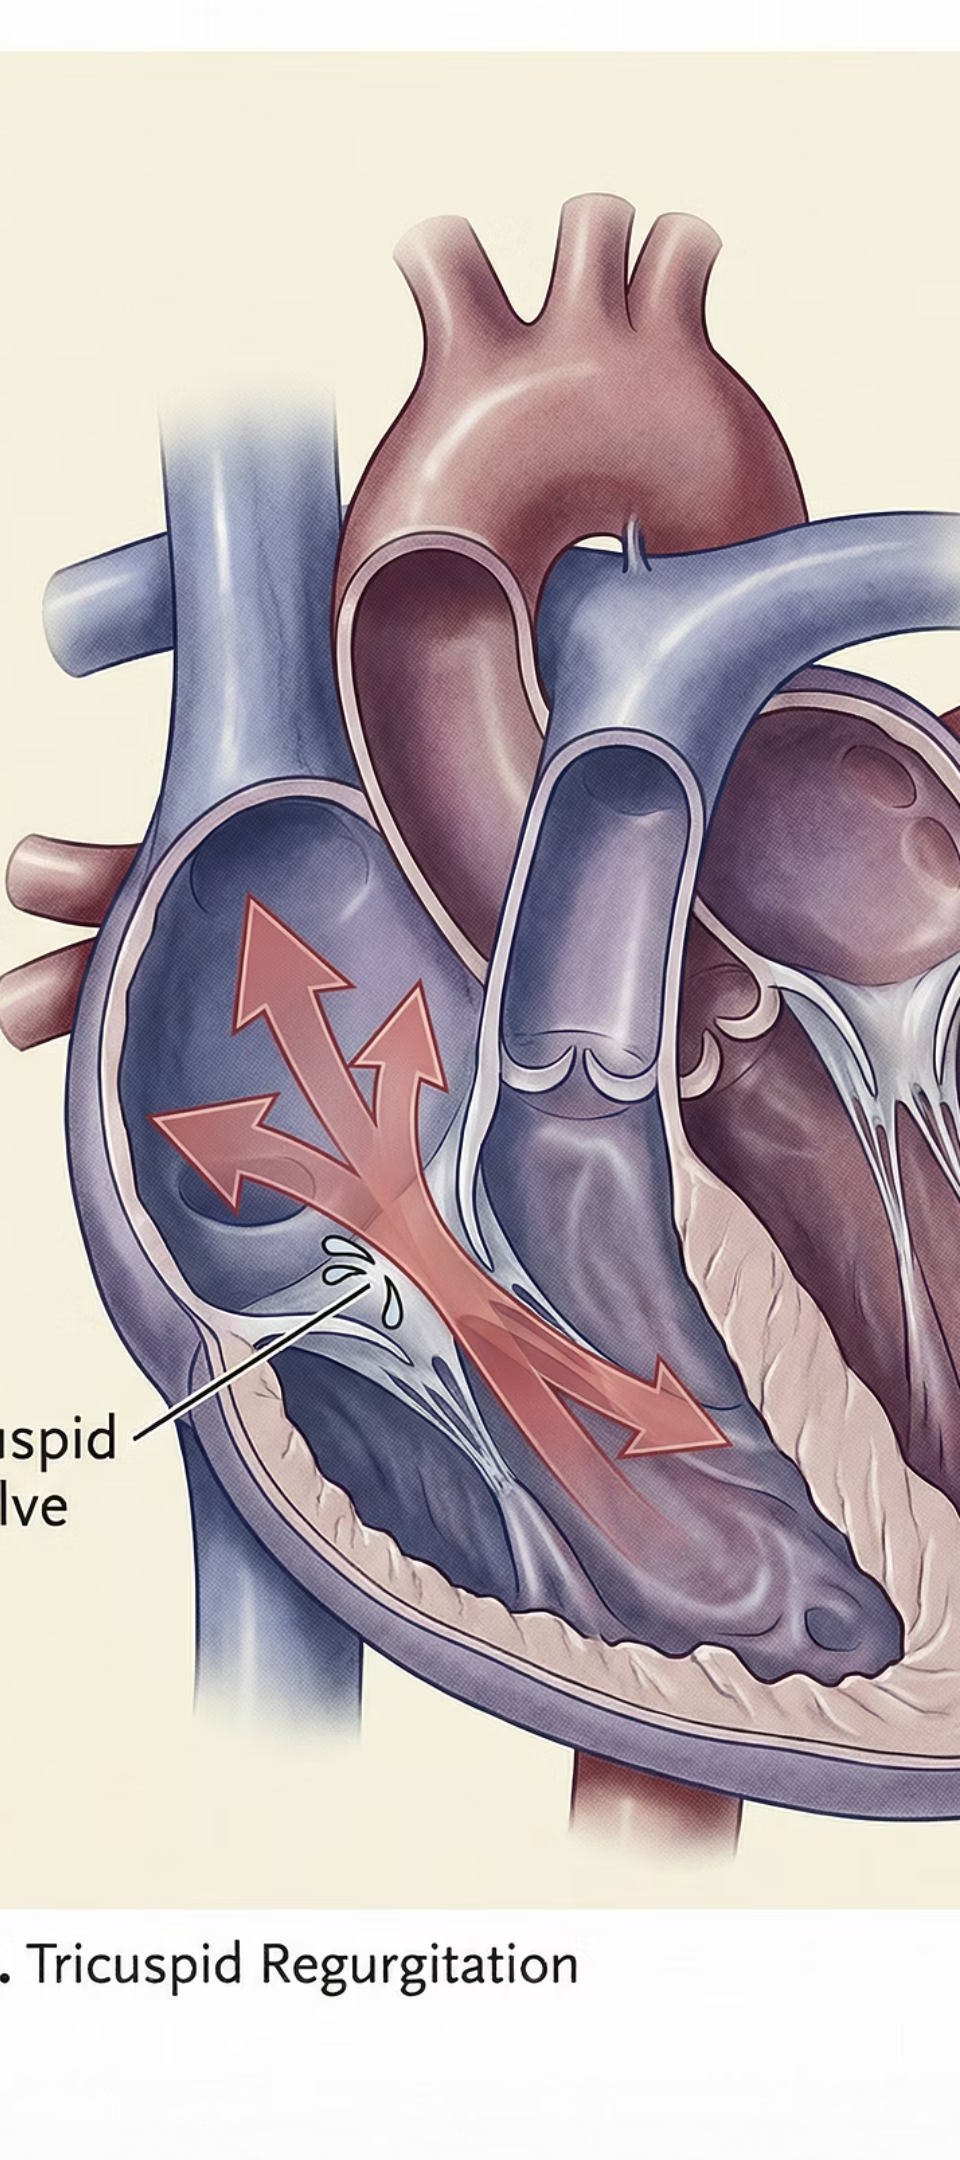 uspid
lve
. Tricuspid Regurgitation